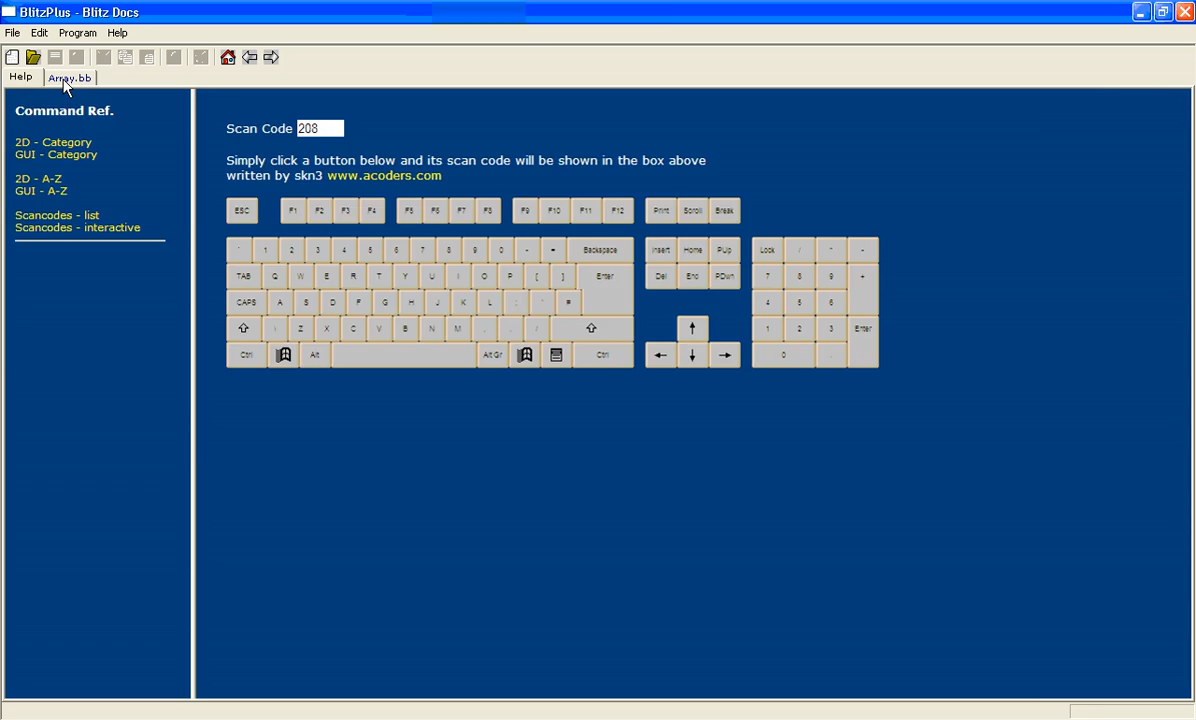 BlitzPlus - Blitz Docs
File Edit Program Help
Help Array.bb
Command Ref.
2D - Category
GUI - Category
2D - A-Z
GUI - A-Z
Scancodes - list
Scancodes - interactive
Scan Code 208
Simply click a button below and its scan code will be shown in the box above
written by skn3 www.acoders.com
ESC F1 F2 F3 F4 F5 F6 F7 F8 F9 F10 F11 F12 Print Scroll Break
1 2 3 4 5 6 7 8 9 0 - = Backspace Insert Home PUp Lock / * -
TAB Q W E R T Y U I O P [ ] Enter Del End PDwn 7 8 9 +
CAPS A S D F G H J K L ; ' # 4 5 6
\ Z X C V B N M , . / 1 2 3 Enter
Ctrl Alt Alt Gr Ctrl 0 .